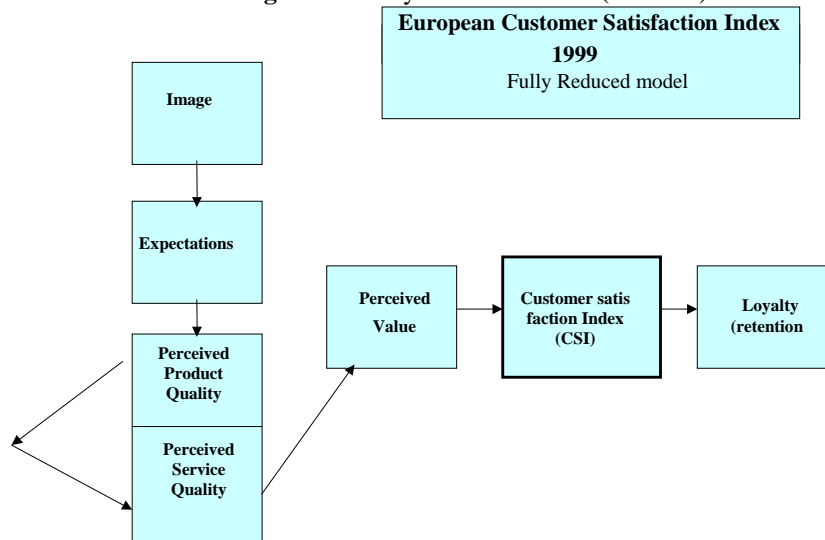 European Customer Satisfaction Index
1999
Fully Reduced model
Image
Expectations
Perceived
Product
Quality
Perceived
Service
Quality
Perceived
Value
Customer satis
faction Index
(CSI)
Loyalty
(retention